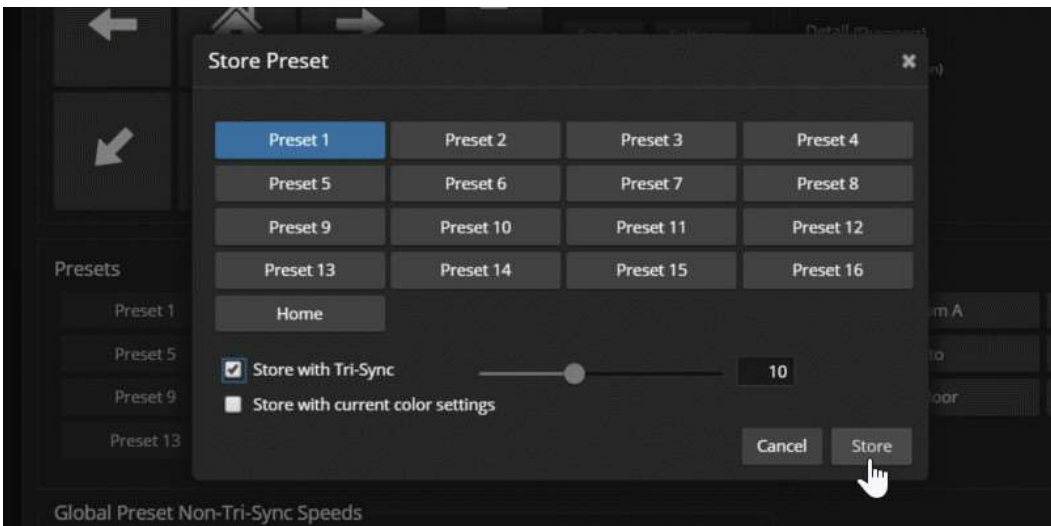 Store Preset
Preset 1 Preset 2 Preset 3 Preset 4
Preset 5 Preset 6 Preset 7 Preset 8
Preset 9 Preset 10 Preset 11 Preset 12
Preset 13 Preset 14 Preset 15 Preset 16
Home
Store with Tri-Sync 10
Store with current color settings
Cancel Store
Detail
Presets
Preset 1
Preset 5
Preset 9
Preset 13
m A
to
oor
Global Preset Non-Tri-Sync Speeds